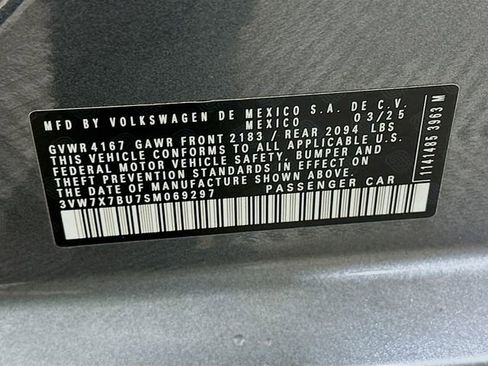 MFD BY VOLKSWAGEN DE MEXICO S.A. DE C.V.
MEXICO 03/25
GVWR 4167 GAWR FRONT 2183 / REAR 2094 LBS
THIS VEHICLE CONFORMS TO ALL APPLICABLE U.S.
FEDERAL MOTOR VEHICLE SAFETY, BUMPER AND
THEFT PREVENTION STANDARDS IN EFFECT ON THE
DATE OF MANUFACTURE SHOWN ABOVE.
3VW7X7BU7SM069297 PASSENGER CAR
1141485 3863 M